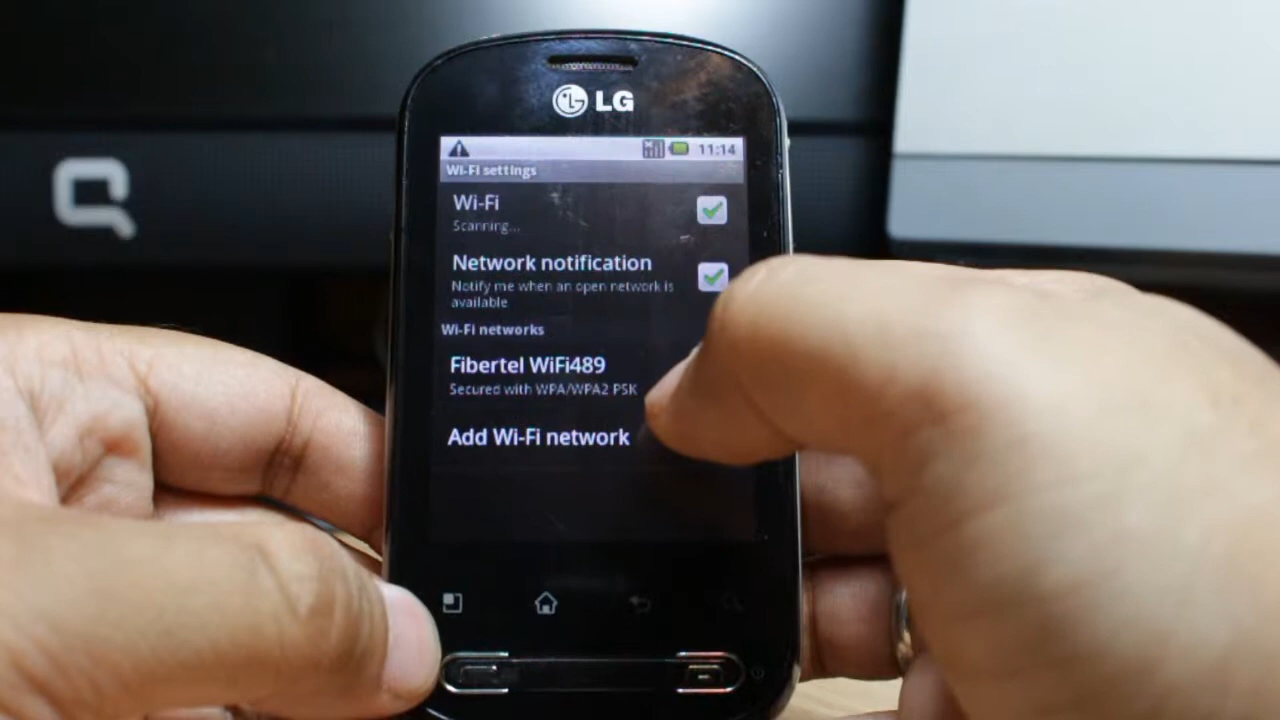 LG
11:14
Wi-Fi settings
Wi-Fi
Scanning...
Network notification
Notify me when an open network is
available
Wi-Fi networks
Fibertel WiFi489
Secured with WPA/WPA2 PSK
Add Wi-Fi network